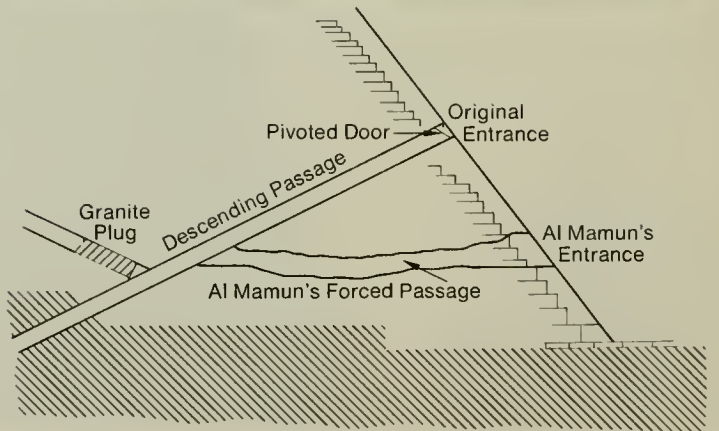 Original
Entrance
Pivoted Door
Descending Passage
Granite
Plug
Al Mamun's
Entrance
Al Mamun's Forced Passage